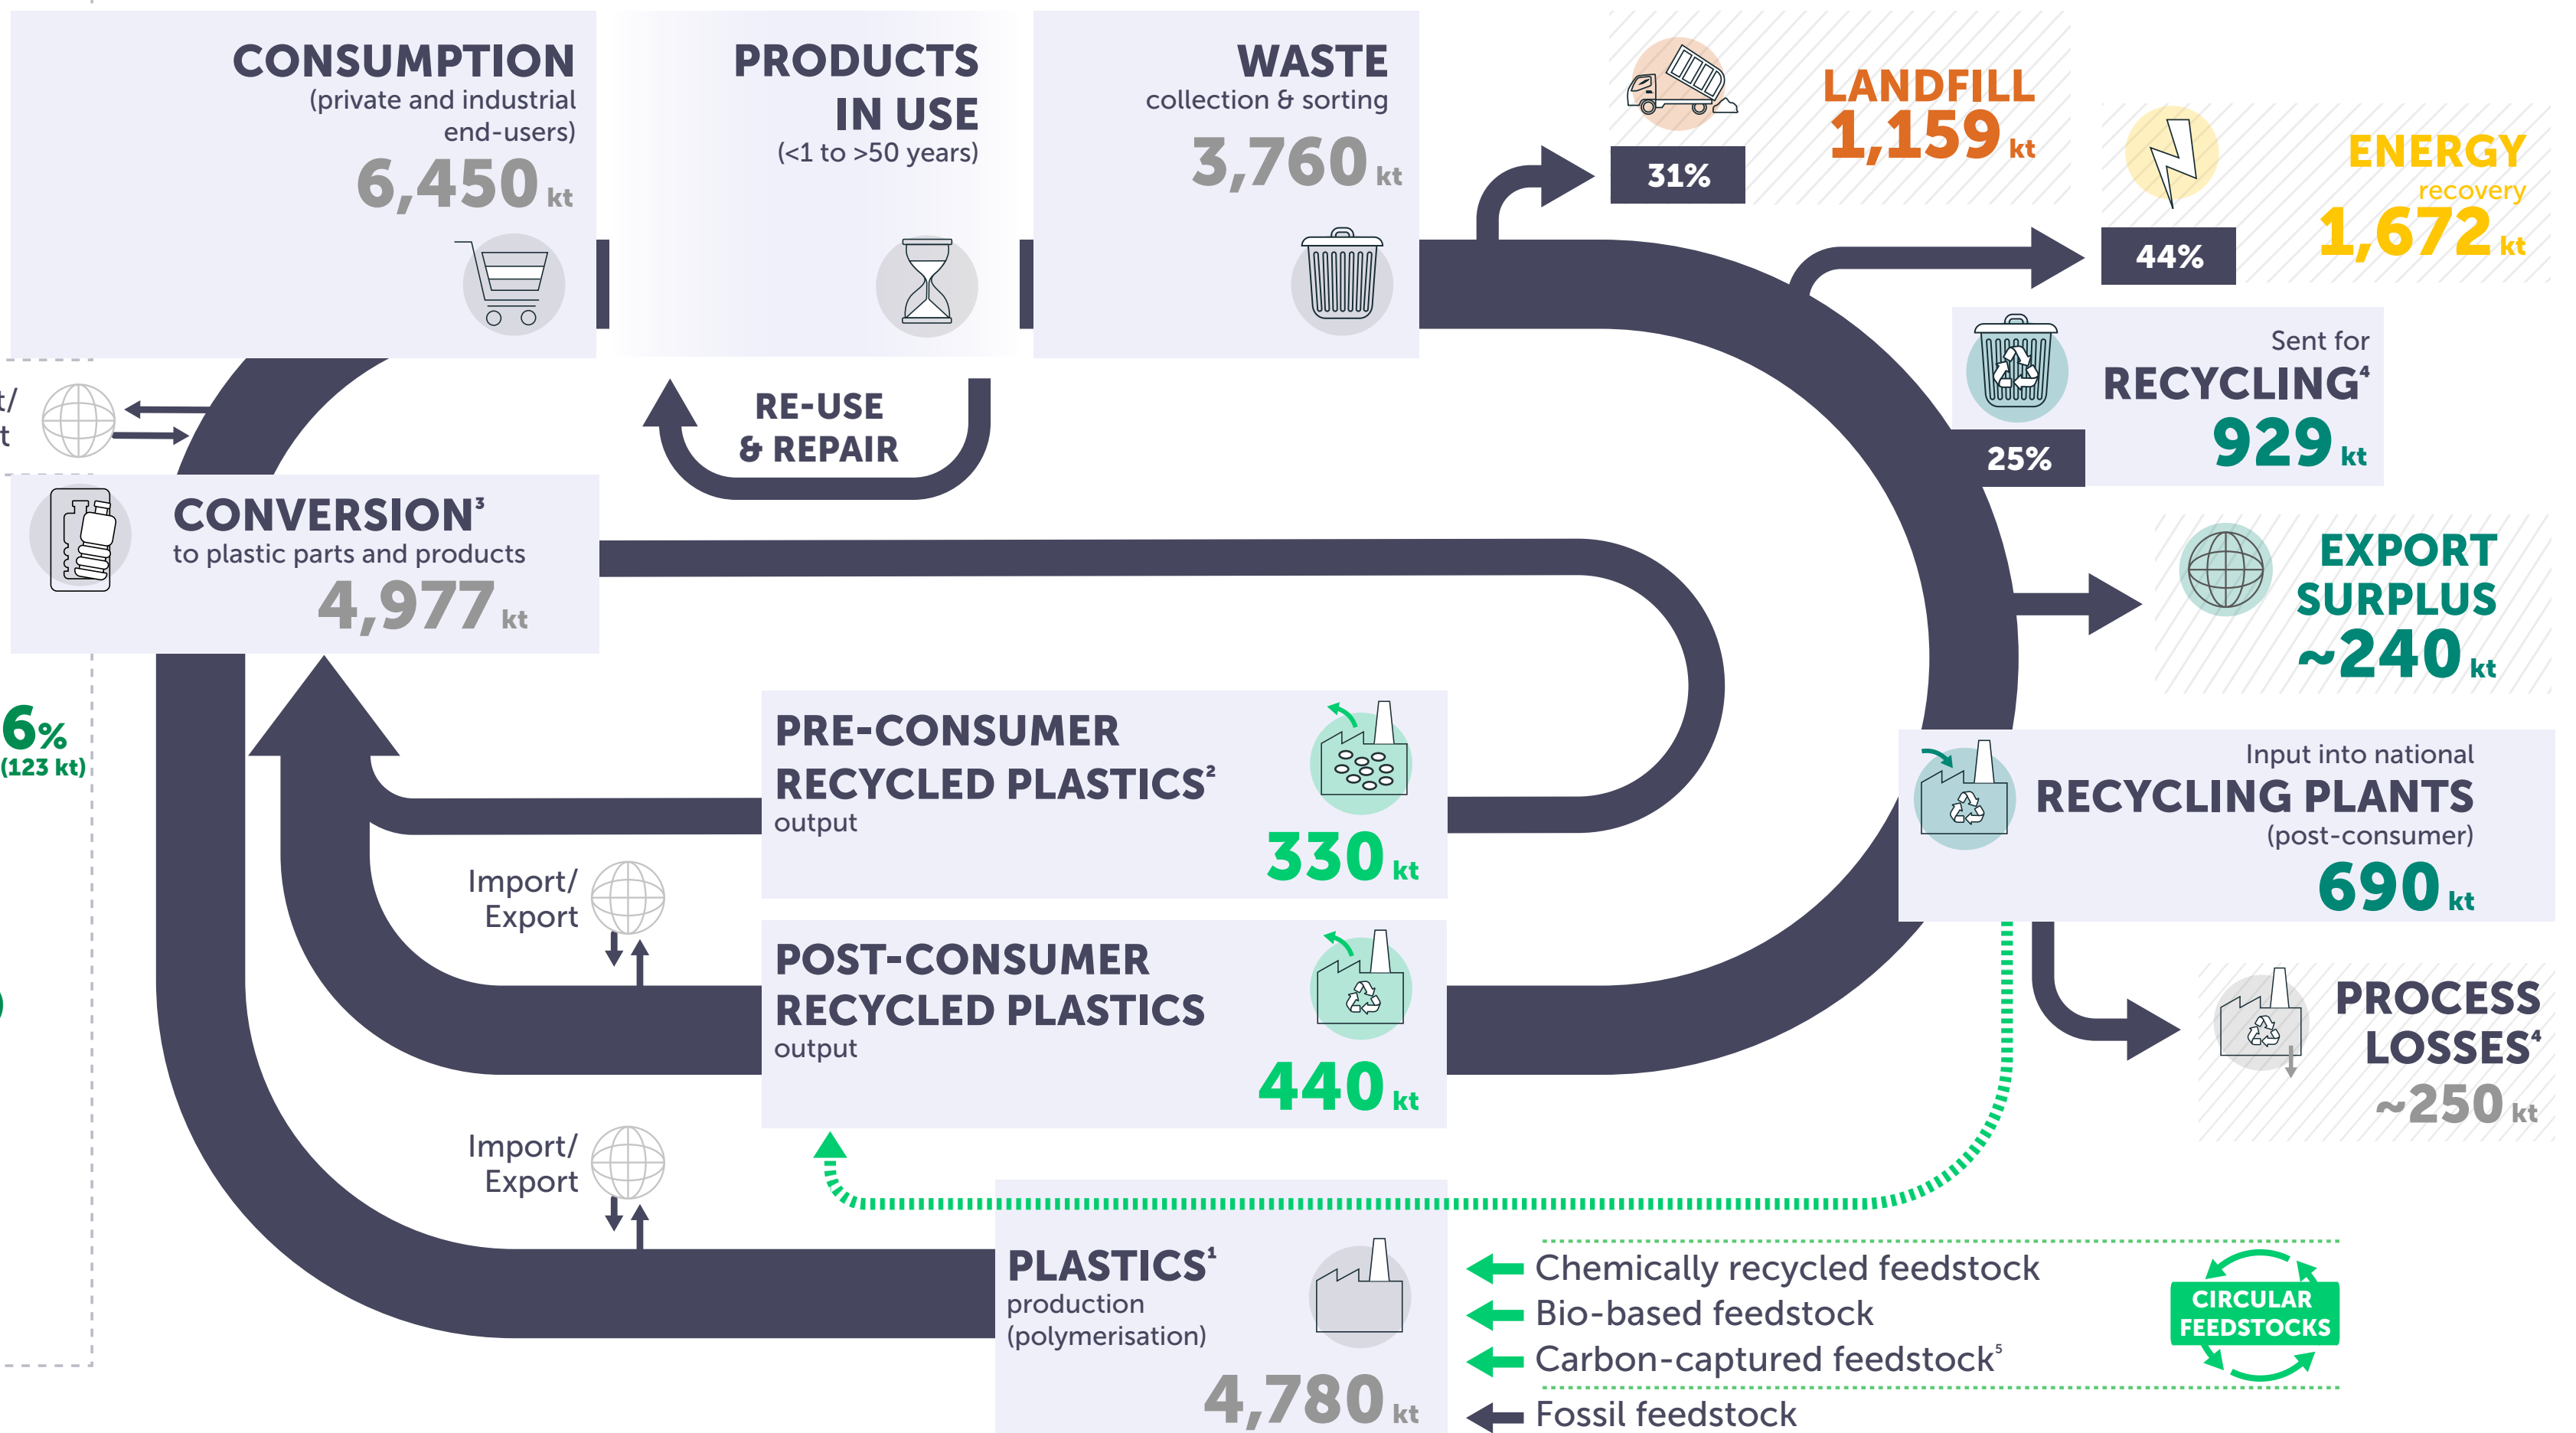 CONSUMPTION
(private and industrial
end-users)
6,450 kt
PRODUCTS
IN USE
(<1 to >50 years)
WASTE
collection & sorting
3,760 kt
LANDFILL
1,159 kt
31%
ENERGY
recovery
1,672 kt
44%
Sent for
RECYCLING⁴
929 kt
25%
RE-USE
& REPAIR
CONVERSION³
to plastic parts and products
4,977 kt
EXPORT
SURPLUS
~240 kt
6%
(123 kt)
PRE-CONSUMER
RECYCLED PLASTICS²
output
330 kt
Input into national
RECYCLING PLANTS
(post-consumer)
690 kt
Import/
Export
POST-CONSUMER
RECYCLED PLASTICS
output
440 kt
PROCESS
LOSSES⁴
~250 kt
Import/
Export
PLASTICS¹
production
(polymerisation)
4,780 kt
Chemically recycled feedstock
Bio-based feedstock
Carbon-captured feedstock⁵
Fossil feedstock
CIRCULAR
FEEDSTOCKS